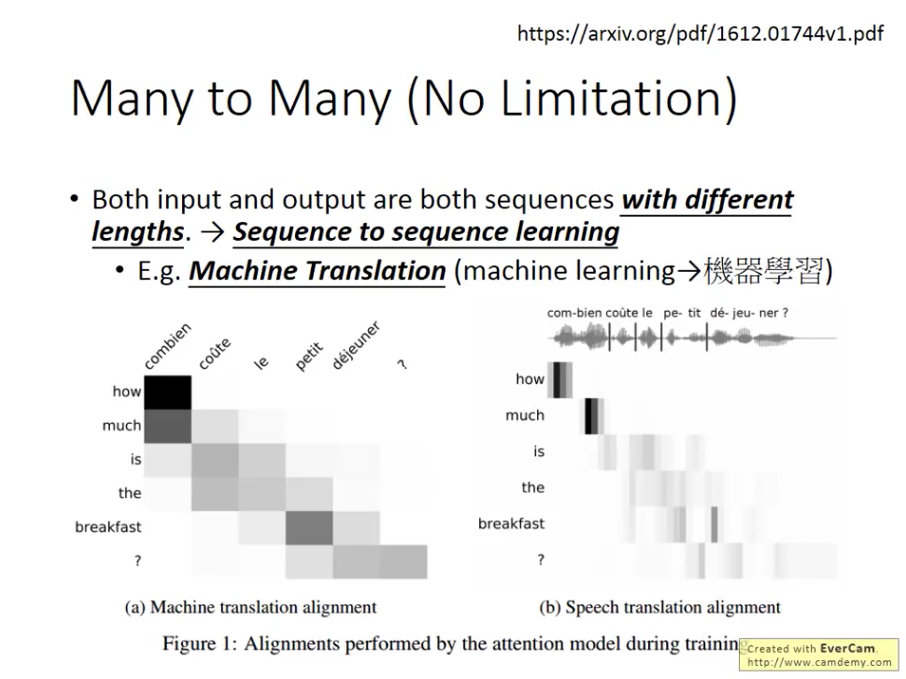 https://arxiv.org/pdf/1612.01744v1.pdf
Many to Many (No Limitation)
• Both input and output are both sequences with different
lengths. → Sequence to sequence learning
• E.g. Machine Translation (machine learning→機器學習)
combien coûte le petit déjeuner ?
how
much
is
the
breakfast
?
(a) Machine translation alignment
com-bien coûte le pe- tit dé- jeu- ner ?
how
much
is
the
breakfast
?
(b) Speech translation alignment
Figure 1: Alignments performed by the attention model during training
Created with EverCam.
http://www.camdemy.com